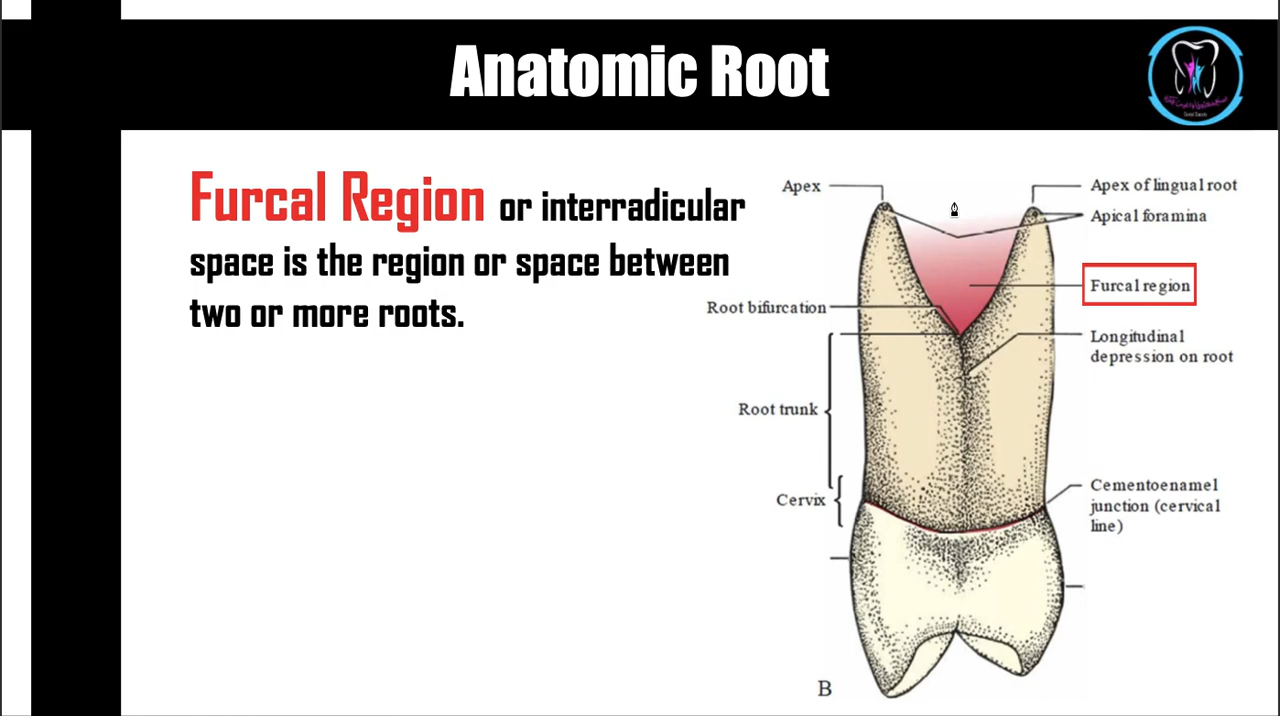 Anatomic Root
Furcal Region or interradicular
space is the region or space between
two or more roots.
Apex
Apex of lingual root
Apical foramina
Furcal region
Root bifurcation
Longitudinal
depression on root
Root trunk
Cervix
Cementoenamel
junction (cervical
line)
B